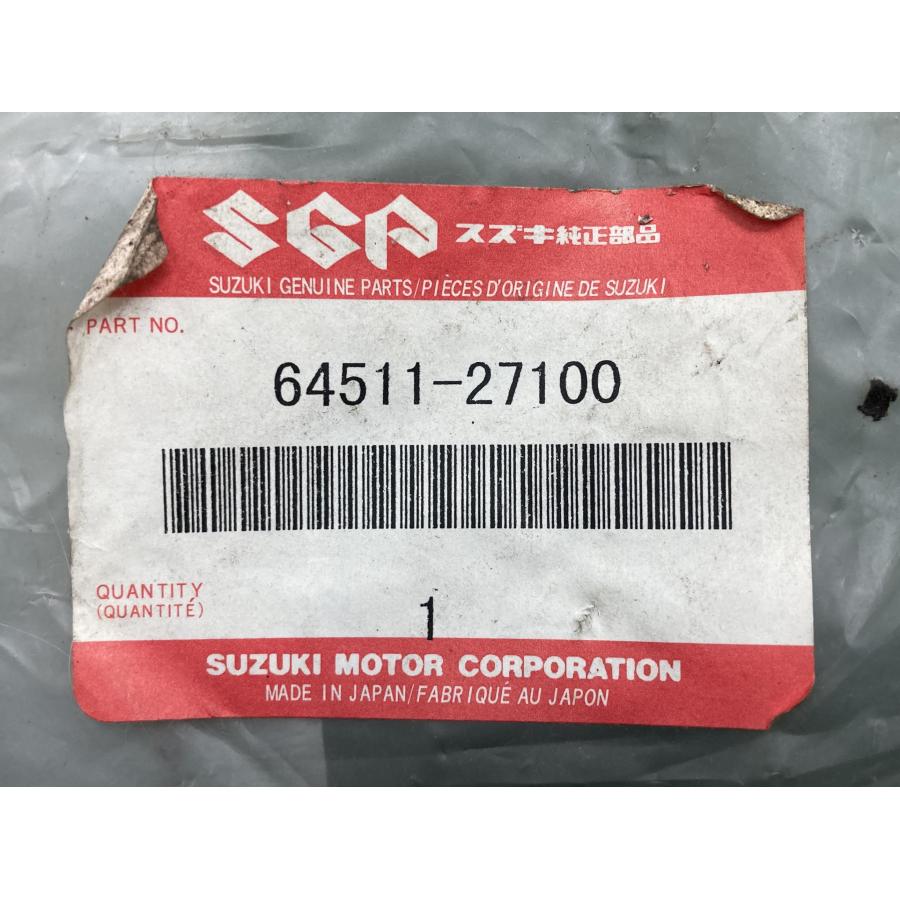 SGP スズキ純正部品
SUZUKI GENUINE PARTS/PIÈCES D'ORIGINE DE SUZUKI
PART NO.
64511-27100
QUANTITY
(QUANTITÉ)
1
SUZUKI MOTOR CORPORATION
MADE IN JAPAN/FABRIQUÉ AU JAPON